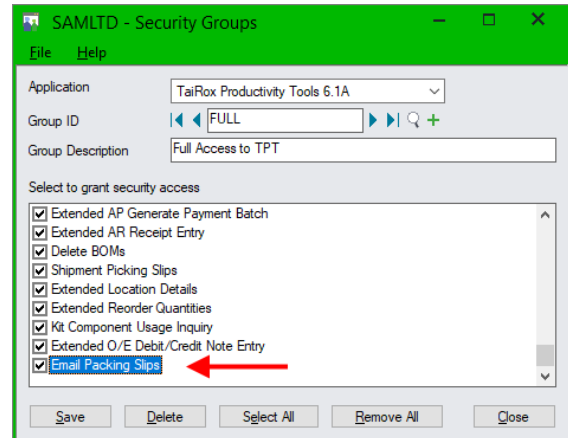 SAMLTD - Security Groups
File Help
Application TaiRox Productivity Tools 6.1A
Group ID FULL
Group Description Full Access to TPT
Select to grant security access
Extended AP Generate Payment Batch
Extended AR Receipt Entry
Delete BOMs
Shipment Picking Slips
Extended Location Details
Extended Reorder Quantities
Kit Component Usage Inquiry
Extended O/E Debit/Credit Note Entry
Email Packing Slips
Save Delete Select All Remove All Close